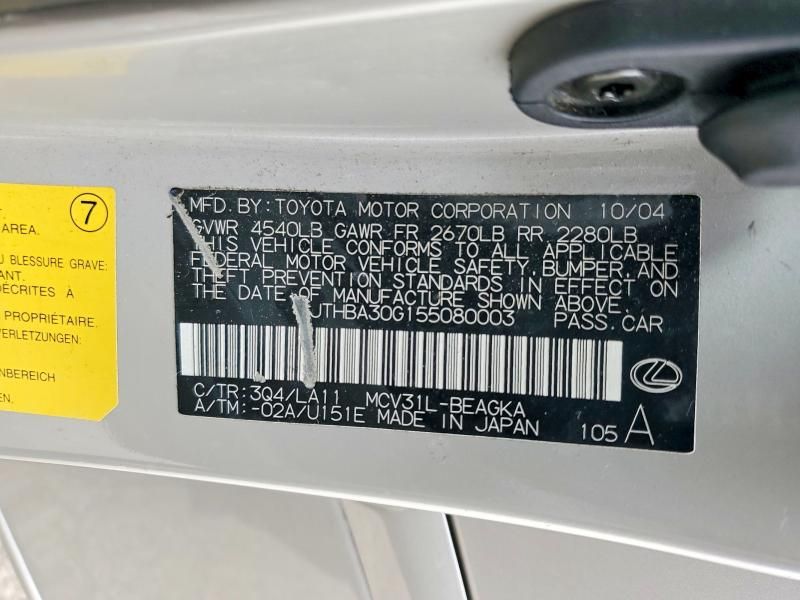 7
AREA.
U BLESSURE GRAVE:
ANT.
DÉCRITES À
PROPRIÉTAIRE.
VERLETZUNGEN:
NBEREICH
EN.
MFD. BY: TOYOTA MOTOR CORPORATION 10/04
GVWR 4540LB GAWR FR 2670LB RR 2280LB
THIS VEHICLE CONFORMS TO ALL APPLICABLE
FEDERAL MOTOR VEHICLE SAFETY, BUMPER, AND
THEFT PREVENTION STANDARDS IN EFFECT ON
THE DATE OF MANUFACTURE SHOWN ABOVE.
JTHBA30G155080003 PASS. CAR
C/TR: 3Q4/LA11 MCV31L-BEAGKA
A/TM: -02A/U151E MADE IN JAPAN 105 A